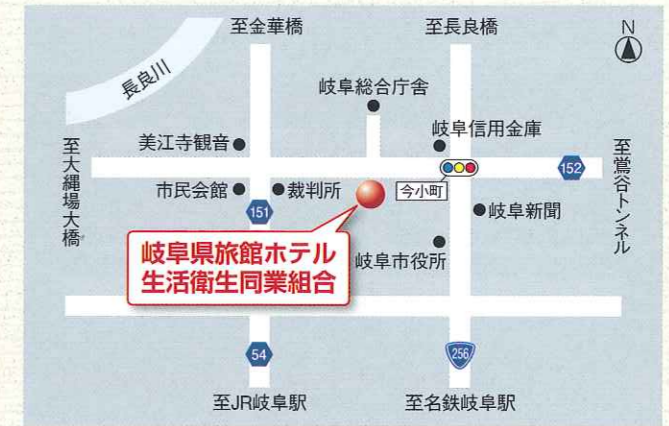 至金華橋
至長良橋
N
長良川
岐阜総合庁舎
岐阜信用金庫
美江寺観音
至大縄場大橋
152
至鶯谷トンネル
市民会館
裁判所
今小町
151
岐阜新聞
岐阜県旅館ホテル
生活衛生同業組合
岐阜市役所
54
256
至JR岐阜駅
至名鉄岐阜駅